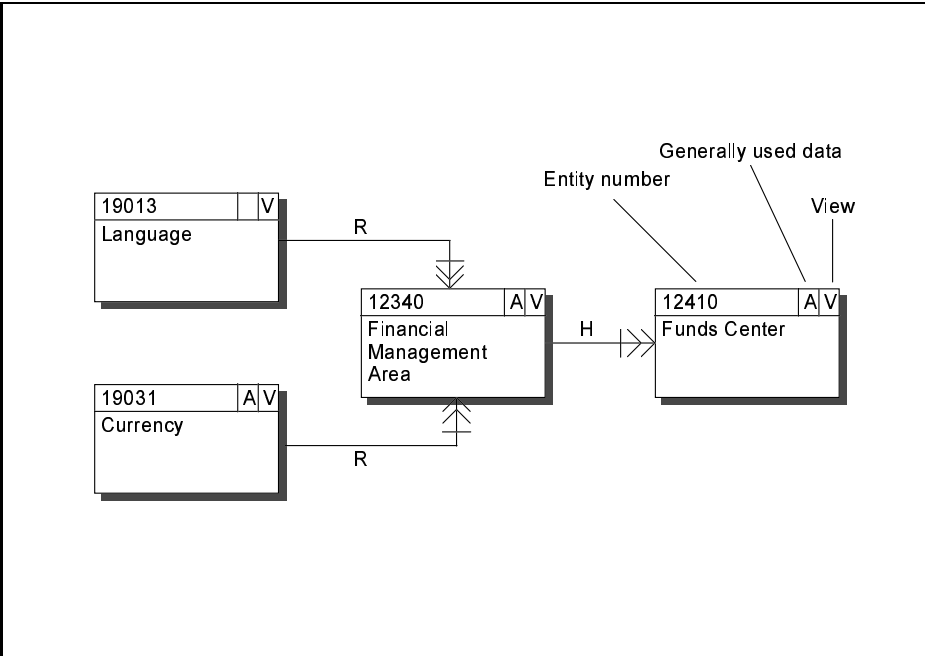 Generally used data
Entity number
View
19013 V
Language
R
12340 A V
Financial
Management
Area
H
12410 A V
Funds Center
19031 A V
Currency
R